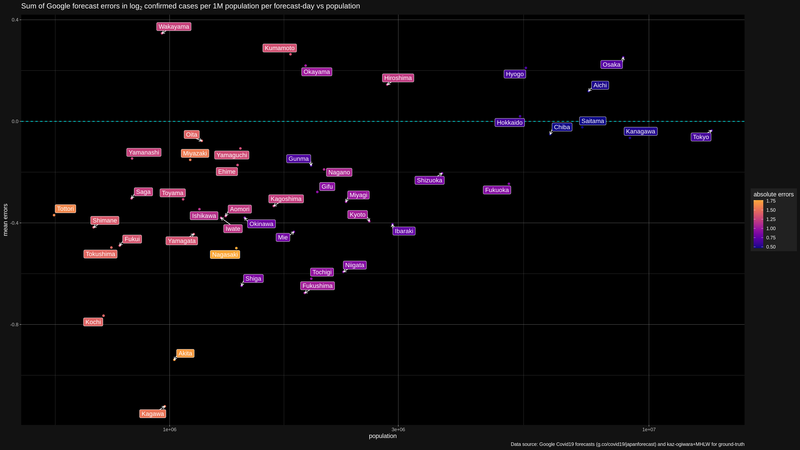 Sum of Google forecast errors in log2 confirmed cases per 1M population per forecast-day vs population
0.4
Wakayama
Kumamoto
Okayama
Hiroshima
Hyogo
Osaka
Aichi
0.0
Hokkaido
Chiba
Saitama
Kanagawa
Tokyo
Oita
Miyazaki
Yamanashi
Yamaguchi
Ehime
Gunma
Nagano
Gifu
Shizuoka
Fukuoka
Saga
Toyama
Kagoshima
Miyagi
Tottori
Ishikawa
Aomori
Kyoto
-0.4
Shimane
Iwate
Okinawa
Ibaraki
Fukui
Yamagata
Mie
Tokushima
Nagasaki
Niigata
Tochigi
Shiga
Fukushima
-0.8
Kochi
Akita
Kagawa
mean errors
1e+06
3e+06
1e+07
population
absolute errors
1.75
1.50
1.25
1.00
0.75
0.50
Data source: Google Covid19 forecasts (g.co/covid19/japanforecast) and kaz-ogiwara+MHLW for ground-truth